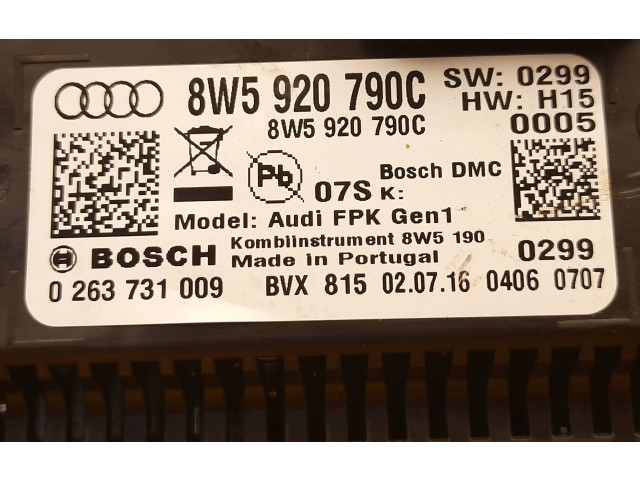 8W5 920 790C SW: 0299
HW: H15
8W5 920 790C 0005
Pb
Bosch DMC
07S K:
Model: Audi FPK Gen1
Kombiinstrument 8W5 190
BOSCH Made in Portugal 0299
0 263 731 009 BVX 815 02.07.16 0406 0707